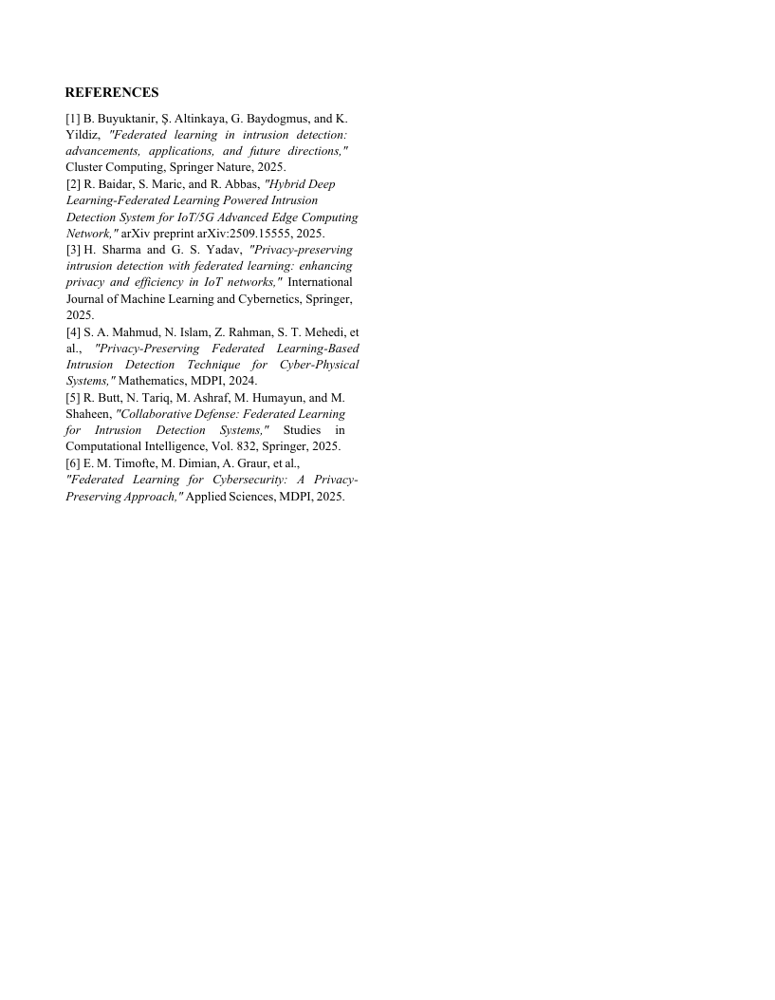 REFERENCES
[1] B. Buyuktanir, Ş. Altinkaya, G. Baydogmus, and K.
Yildiz, "Federated learning in intrusion detection:
advancements, applications, and future directions,"
Cluster Computing, Springer Nature, 2025.
[2] R. Baidar, S. Maric, and R. Abbas, "Hybrid Deep
Learning-Federated Learning Powered Intrusion
Detection System for IoT/5G Advanced Edge Computing
Network," arXiv preprint arXiv:2509.15555, 2025.
[3] H. Sharma and G. S. Yadav, "Privacy-preserving
intrusion detection with federated learning: enhancing
privacy and efficiency in IoT networks," International
Journal of Machine Learning and Cybernetics, Springer,
2025.
[4] S. A. Mahmud, N. Islam, Z. Rahman, S. T. Mehedi, et
al., "Privacy-Preserving Federated Learning-Based
Intrusion Detection Technique for Cyber-Physical
Systems," Mathematics, MDPI, 2024.
[5] R. Butt, N. Tariq, M. Ashraf, M. Humayun, and M.
Shaheen, "Collaborative Defense: Federated Learning
for Intrusion Detection Systems," Studies in
Computational Intelligence, Vol. 832, Springer, 2025.
[6] E. M. Timofte, M. Dimian, A. Graur, et al.,
"Federated Learning for Cybersecurity: A Privacy-
Preserving Approach," Applied Sciences, MDPI, 2025.